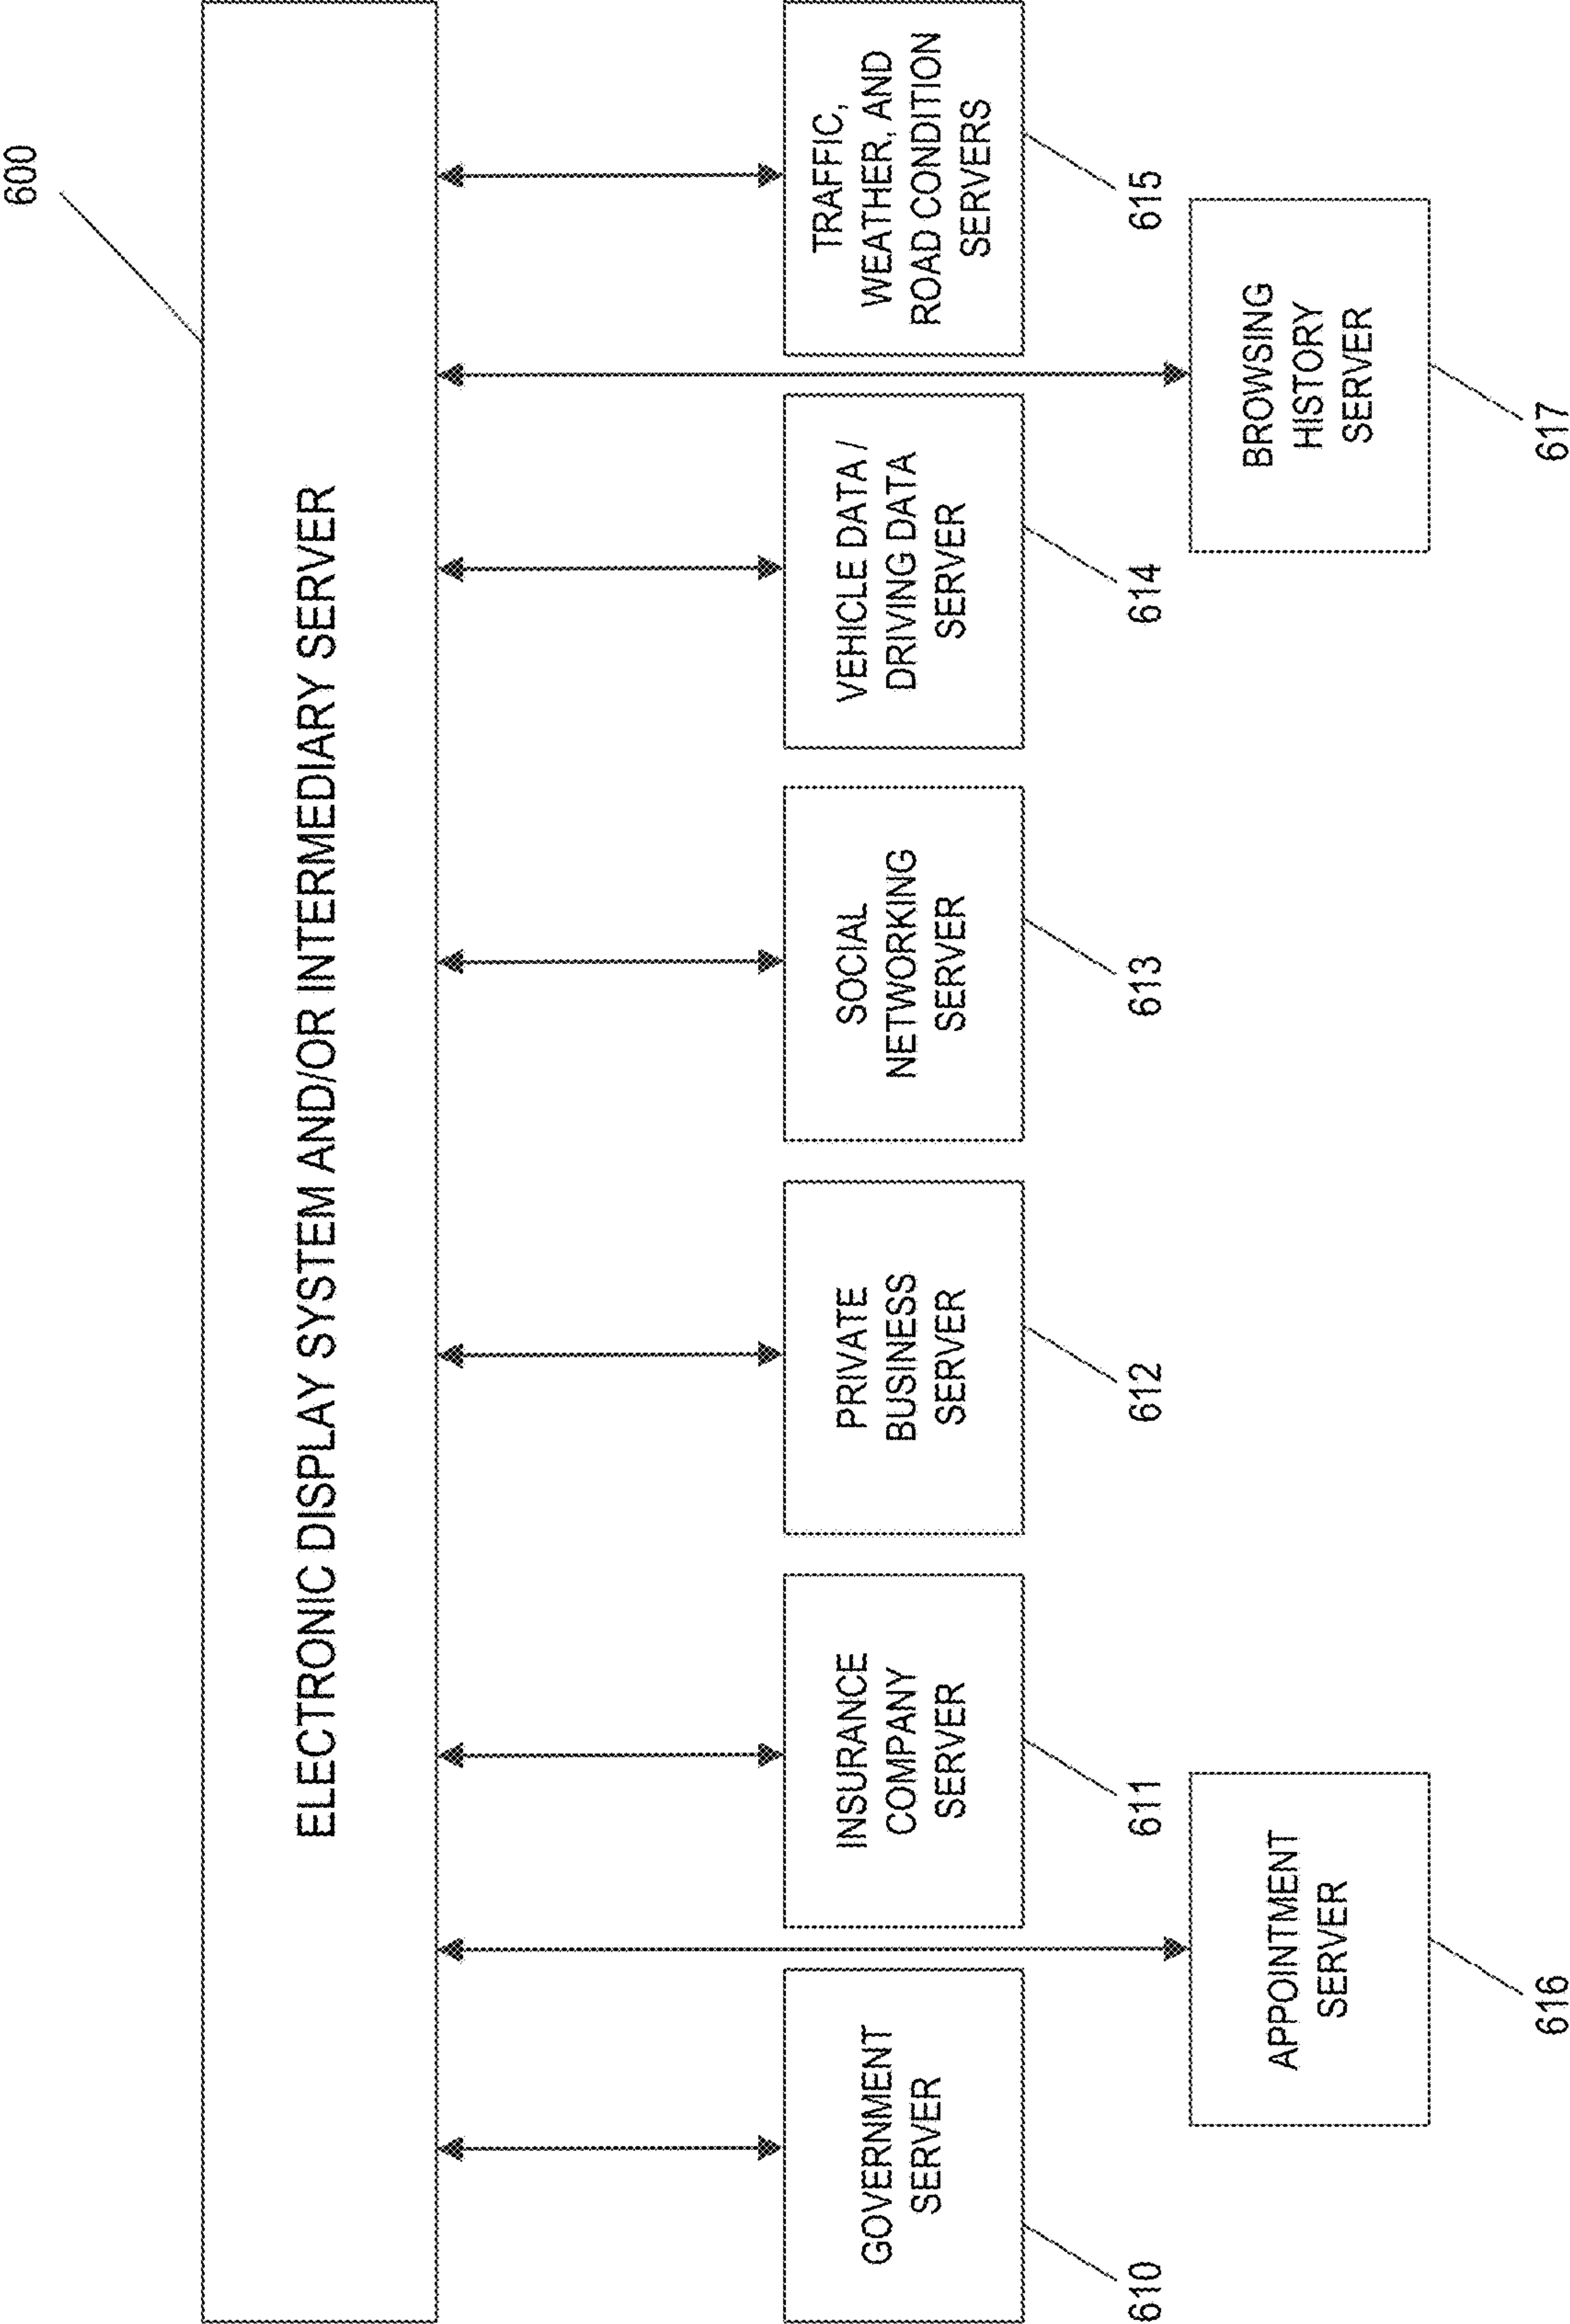 600
ELECTRONIC DISPLAY SYSTEM AND/OR INTERMEDIARY SERVER
GOVERNMENT
SERVER
610
INSURANCE
COMPANY
SERVER
611
PRIVATE
BUSINESS
SERVER
612
SOCIAL
NETWORKING
SERVER
613
VEHICLE DATA /
DRIVING DATA
SERVER
614
TRAFFIC,
WEATHER, AND
ROAD CONDITION
SERVERS
615
APPOINTMENT
SERVER
616
BROWSING
HISTORY
SERVER
617